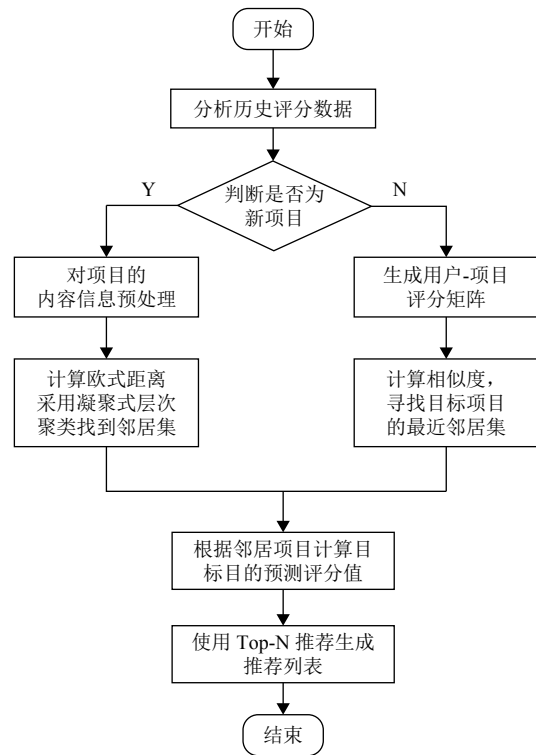 开始
分析历史评分数据
判断是否为
新项目
Y
N
对项目的
内容信息预处理
生成用户-项目
评分矩阵
计算欧式距离
采用凝聚式层次
聚类找到邻居集
计算相似度，
寻找目标项目
的最近邻居集
根据邻居项目计算目
标目的预测评分值
使用 Top-N 推荐生成
推荐列表
结束